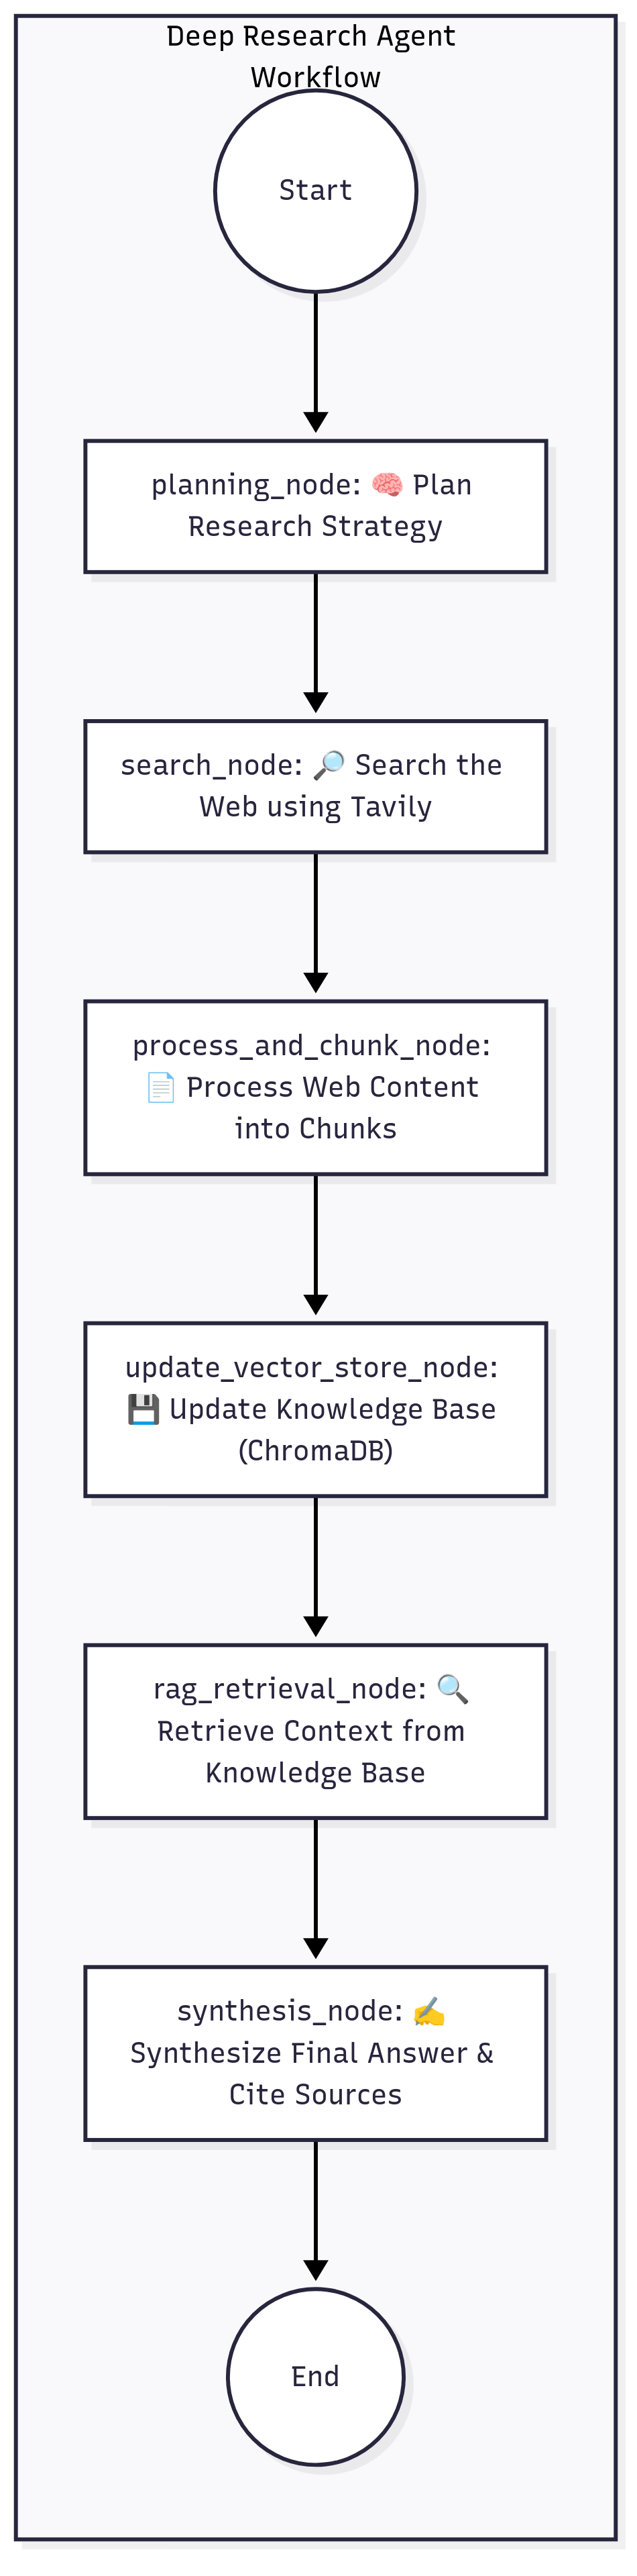 Deep Research Agent
Workflow
Start
planning_node: 🧠 Plan
Research Strategy
search_node: 🔎 Search the
Web using Tavily
process_and_chunk_node:
📄 Process Web Content
into Chunks
update_vector_store_node:
💾 Update Knowledge Base
(ChromaDB)
rag_retrieval_node: 🔍
Retrieve Context from
Knowledge Base
synthesis_node: ✍️
Synthesize Final Answer &
Cite Sources
End